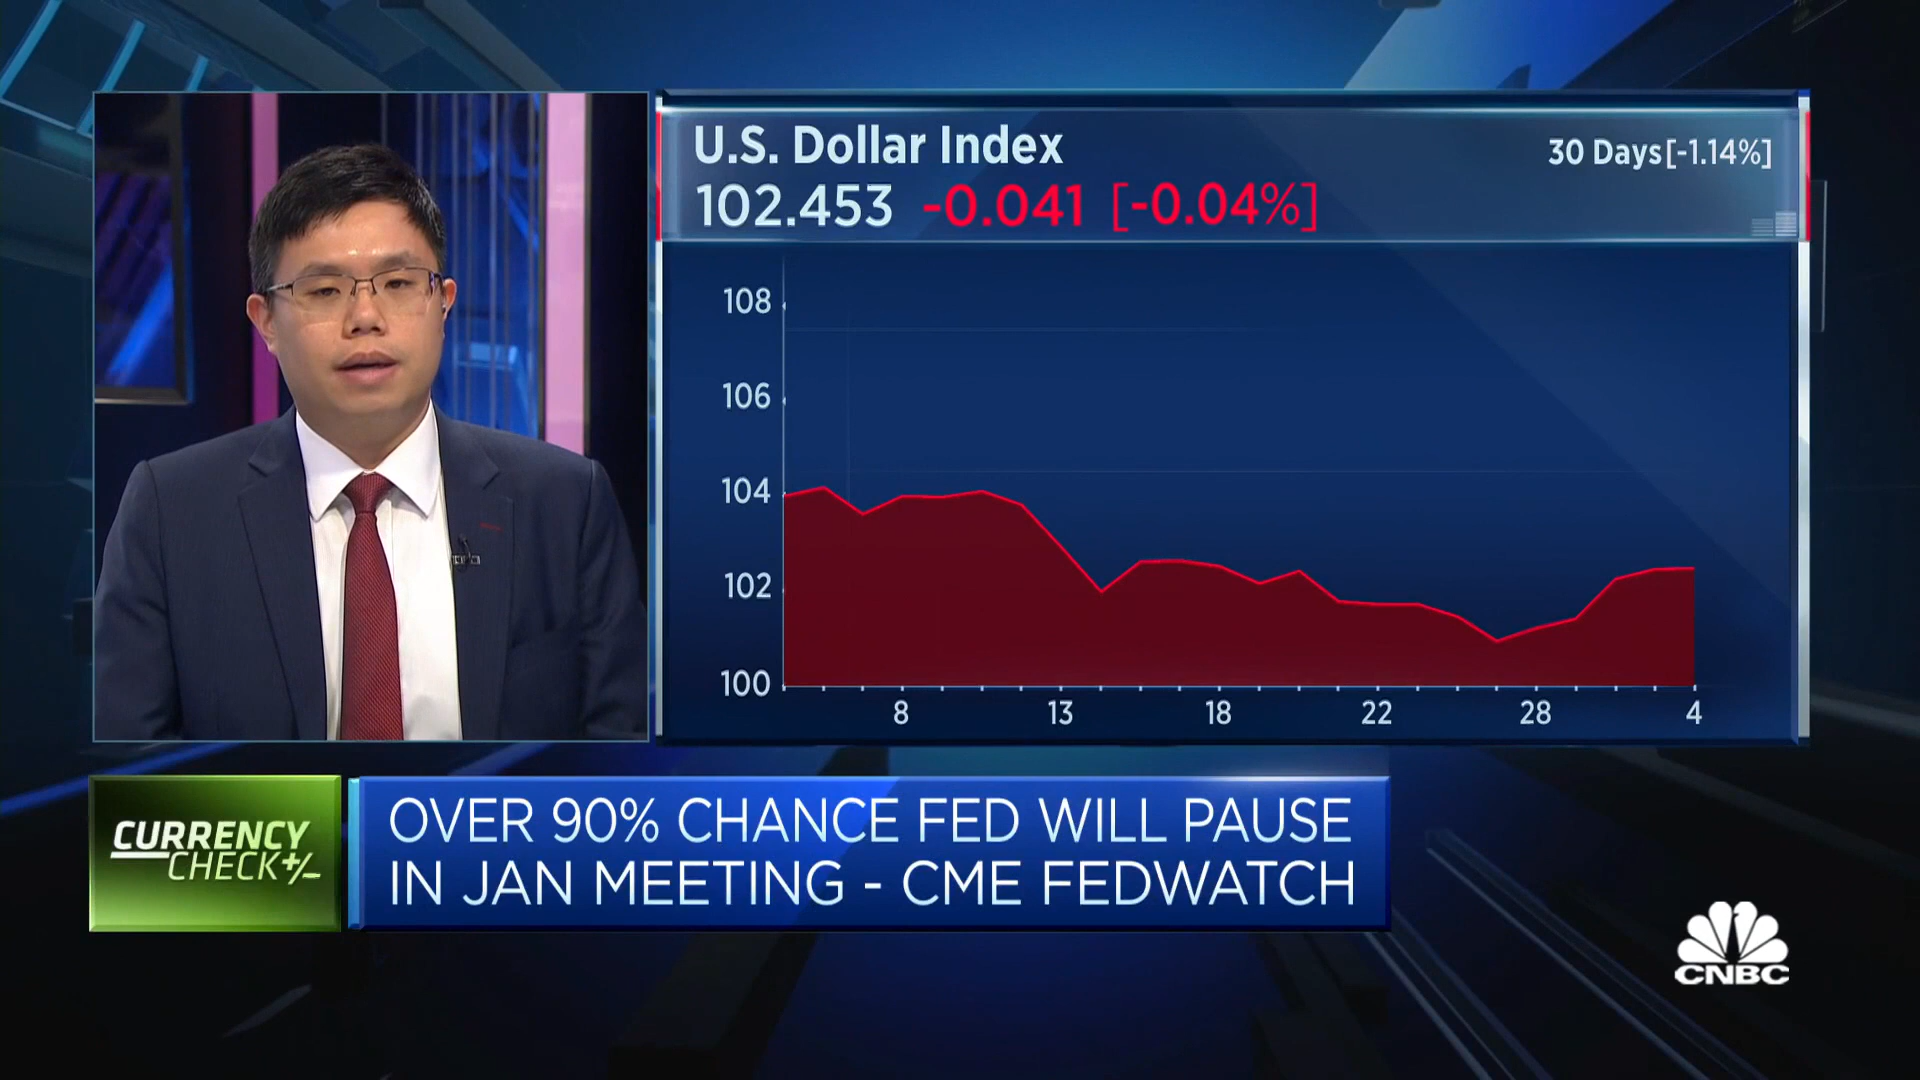 U.S. Dollar Index
30 Days[-1.14%]
102.453 -0.041 [-0.04%]
108
106
104
102
100
8 13 18 22 28 4
CURRENCY
CHECK+/-
OVER 90% CHANCE FED WILL PAUSE
IN JAN MEETING - CME FEDWATCH
CNBC